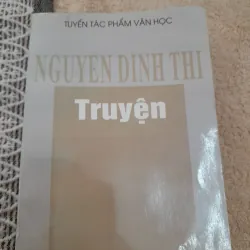 TUYỂN TÁC PHẨM VĂN HỌC
NGUYỄN ĐÌNH THI
Truyện